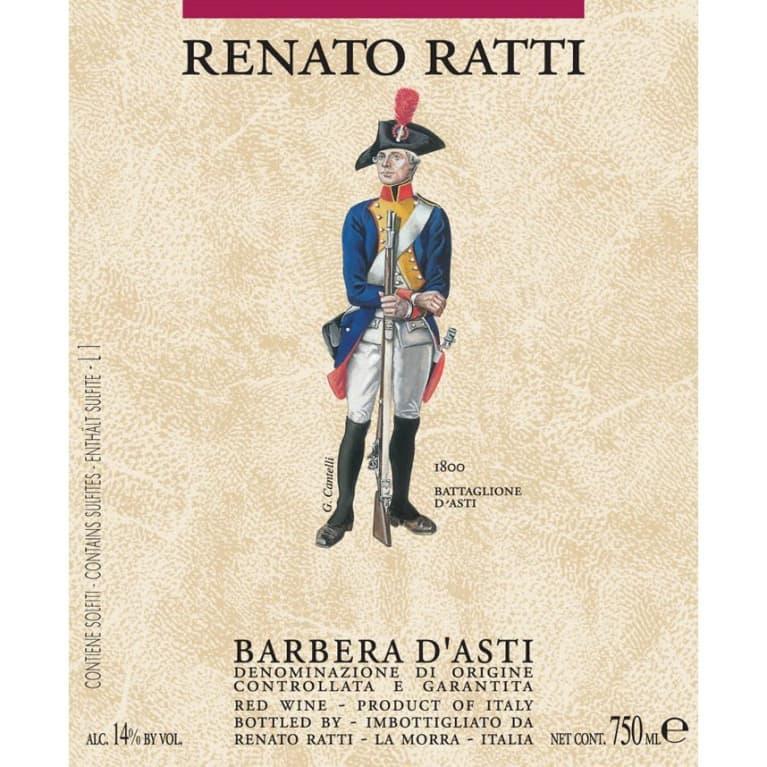 RENATO RATTI
G. Cantelli
1800
BATTAGLIONE
D'ASTI
CONTIENE SOLFITI - CONTAINS SULFITES - ENTHÄLT SULFITE - L 1
BARBERA D'ASTI
DENOMINAZIONE DI ORIGINE
CONTROLLATA E GARANTITA
RED WINE - PRODUCT OF ITALY
BOTTLED BY - IMBOTTIGLIATO DA
RENATO RATTI - LA MORRA - ITALIA
ALC. 14% BY VOL.
NET CONT. 750 ML ℮